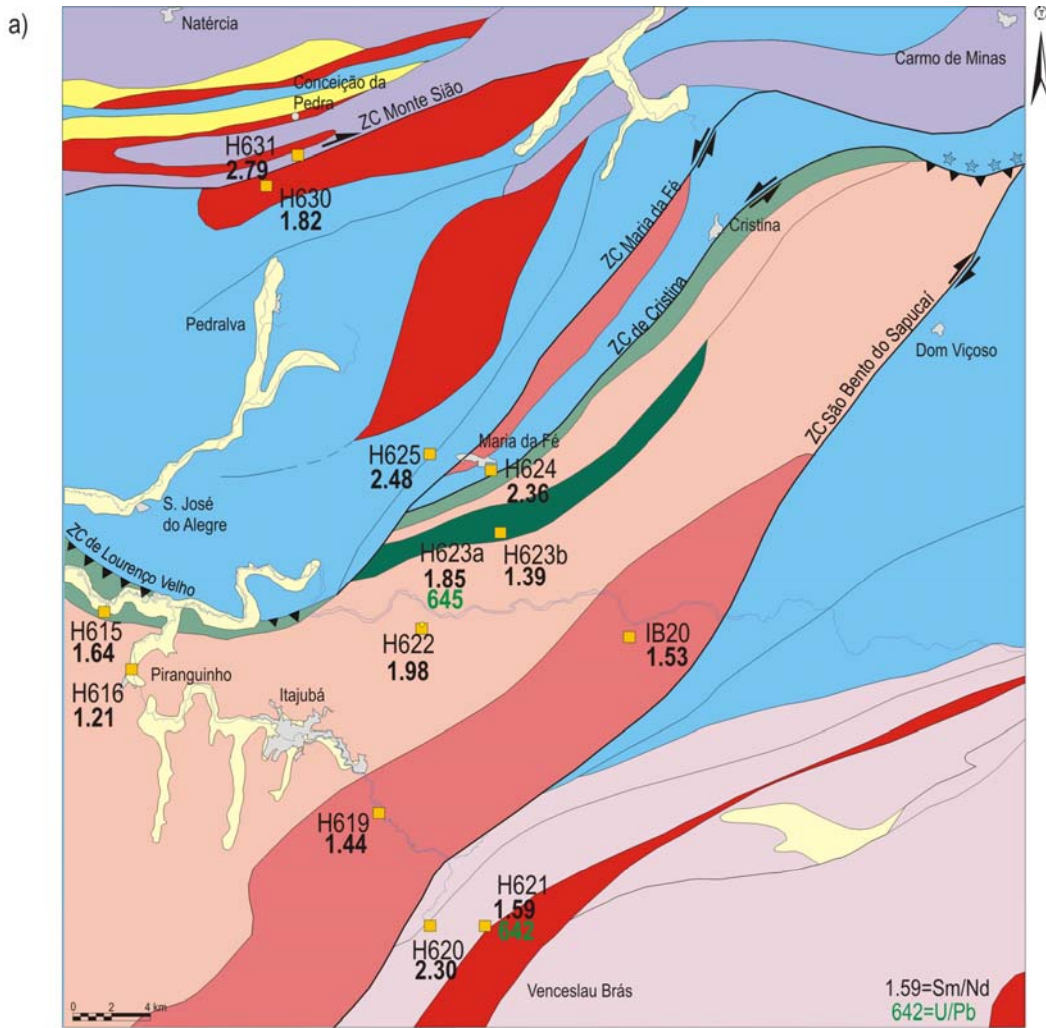 a)
Natércia
Carmo de Minas
Conceição da
Pedra
ZC Monte Sião
H631
2.79
H630
1.82
ZC Maria da Fé
Cristina
ZC de Cristina
Pedralva
ZC São Bento do Sapucaí
Dom Viçoso
Maria da Fé
H625
2.48
H624
2.36
S. José
do Alegre
ZC de Lourenço Velho
H623a
1.85
645
H623b
1.39
H615
1.64
H622
1.98
IB20
1.53
H616
1.21
Piranguinho
Itajubá
H619
1.44
H621
1.59
642
H620
2.30
Venceslau Brás
1.59=Sm/Nd
642=U/Pb
0 2 4 km